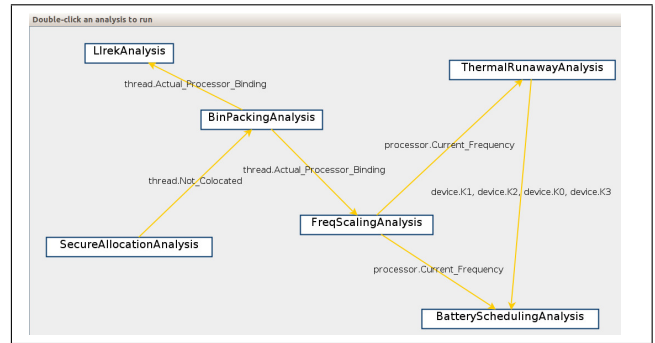 Double-click an analysis to run
LlrekAnalysis
ThermalRunawayAnalysis
thread.Actual_Processor_Binding
BinPackingAnalysis
processor.Current_Frequency
thread.Actual_Processor_Binding
thread.Not_Colocated
device.K1, device.K2, device.K0, device.K3
FreqScalingAnalysis
SecureAllocationAnalysis
processor.Current_Frequency
BatterySchedulingAnalysis